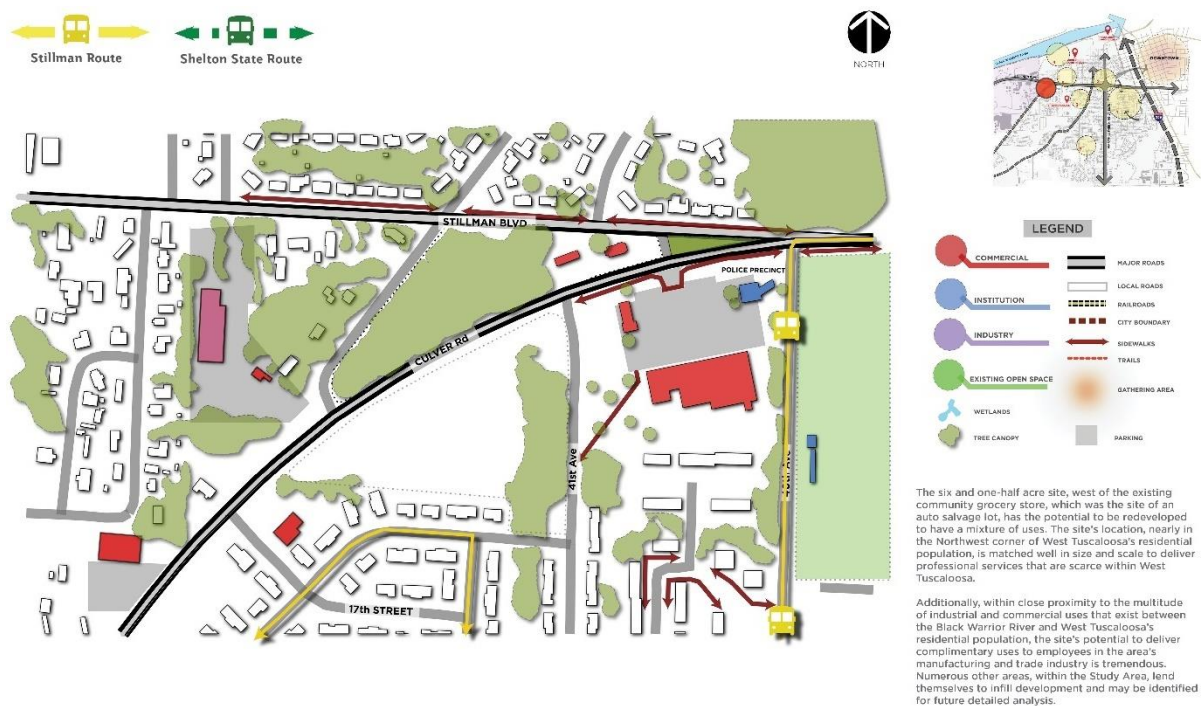 Stillman Route
Shelton State Route
NORTH
STILLMAN BLVD
CULVER Rd
POLICE PRECINCT
41st Ave
40th Ave
17th STREET
DOWNTOWN
LEGEND
COMMERCIAL
INSTITUTION
INDUSTRY
EXISTING OPEN SPACE
WETLANDS
TREE CANOPY
MAJOR ROADS
LOCAL ROADS
RAILROADS
CITY BOUNDARY
SIDEWALKS
TRAILS
GATHERING AREA
PARKING
The six and one-half acre site, west of the existing
community grocery store, which was the site of an
auto salvage lot, has the potential to be redeveloped
to have a mixture of uses. The site's location, nearly in
the Northwest corner of West Tuscaloosa's residential
population, is matched well in size and scale to deliver
professional services that are scarce within West
Tuscaloosa.
Additionally, within close proximity to the multitude
of industrial and commercial uses that exist between
the Black Warrior River and West Tuscaloosa's
residential population, the site's potential to deliver
complimentary uses to employees in the area's
manufacturing and trade industry is tremendous.
Numerous other areas, within the Study Area, lend
themselves to infill development and may be identified
for future detailed analysis.